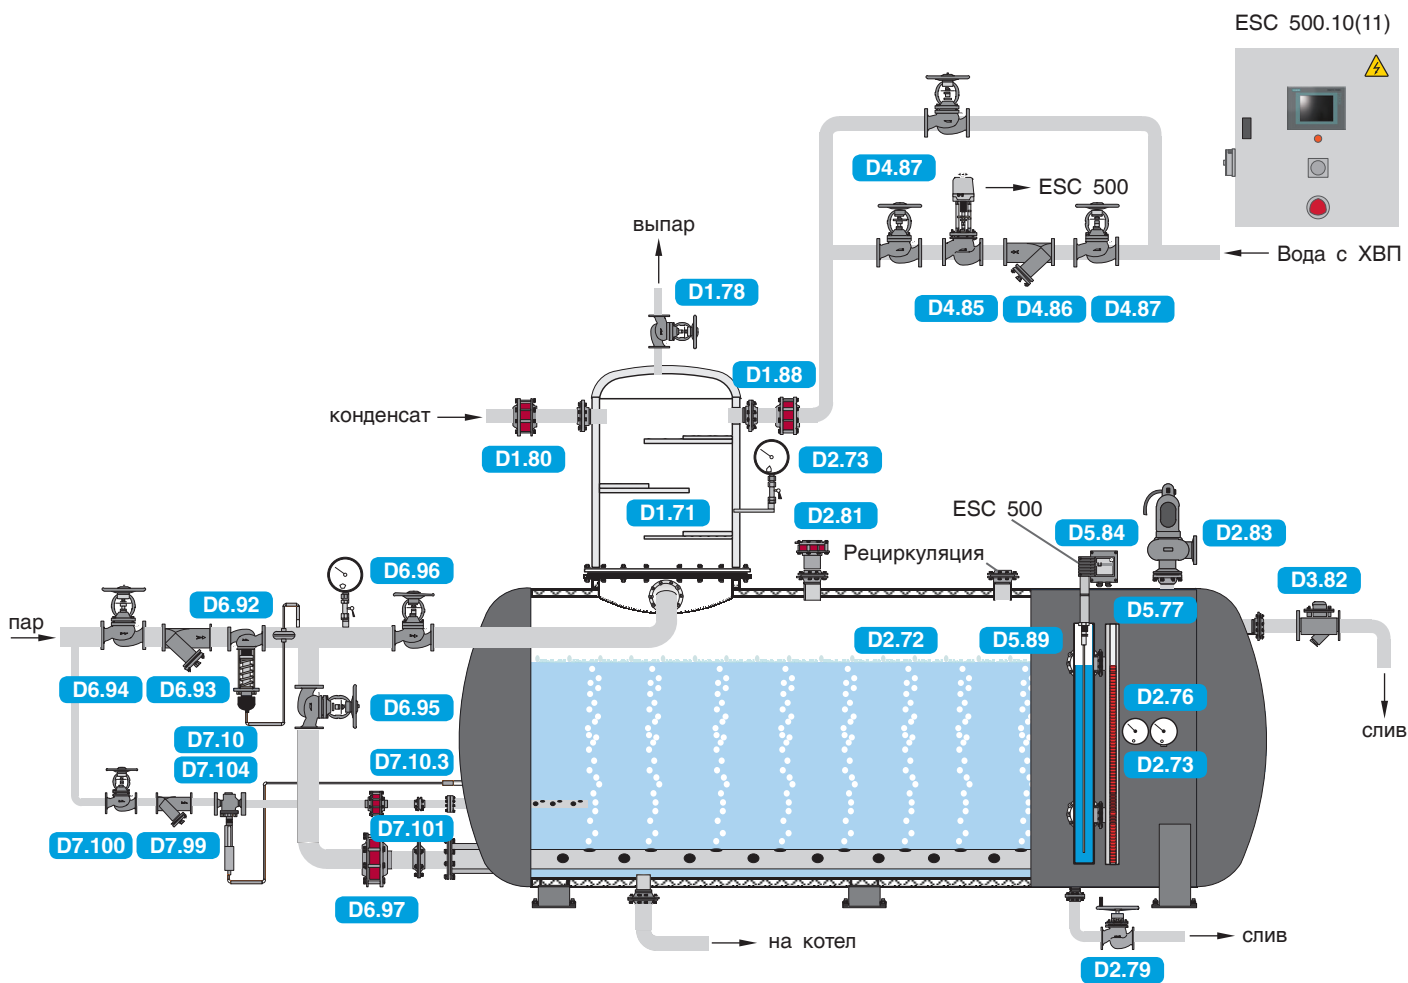 ESC 500.10(11)
D4.87
ESC 500
выпар
Вода с ХВП
D1.78
D4.85
D4.86
D4.87
D1.88
конденсат
D1.80
D2.73
D1.71
D2.81
ESC 500
D5.84
D2.83
Рециркуляция
D6.96
D3.82
D6.92
D5.77
пар
D2.72
D5.89
D6.94
D6.93
D2.76
D6.95
слив
D7.10
D7.104
D7.10.3
D2.73
D7.101
D7.100
D7.99
D6.97
на котел
слив
D2.79